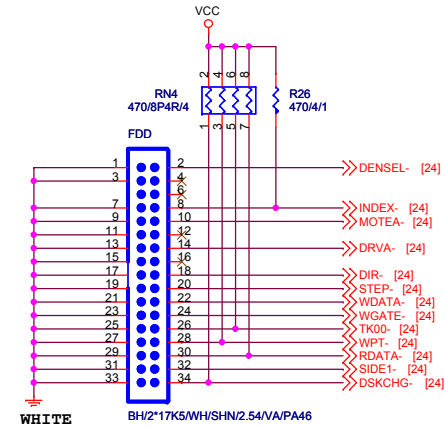 VCC
2 4 6 8
RN4
470/8P4R/4
R26
470/4/1
1 3 5 7
FDD
1 2 DENSEL- [24]
3 4
6
7 8 INDEX- [24]
9 10 MOTEA- [24]
11 12
13 14 DRVA- [24]
15 16
17 18 DIR- [24]
19 20 STEP- [24]
21 22 WDATA- [24]
23 24 WGATE- [24]
25 26 TK00- [24]
27 28 WPT- [24]
29 30 RDATA- [24]
31 32 SIDE1- [24]
33 34 DSKCHG- [24]
WHITE
BH/2*17K5/WH/SHN/2.54/VA/PA46